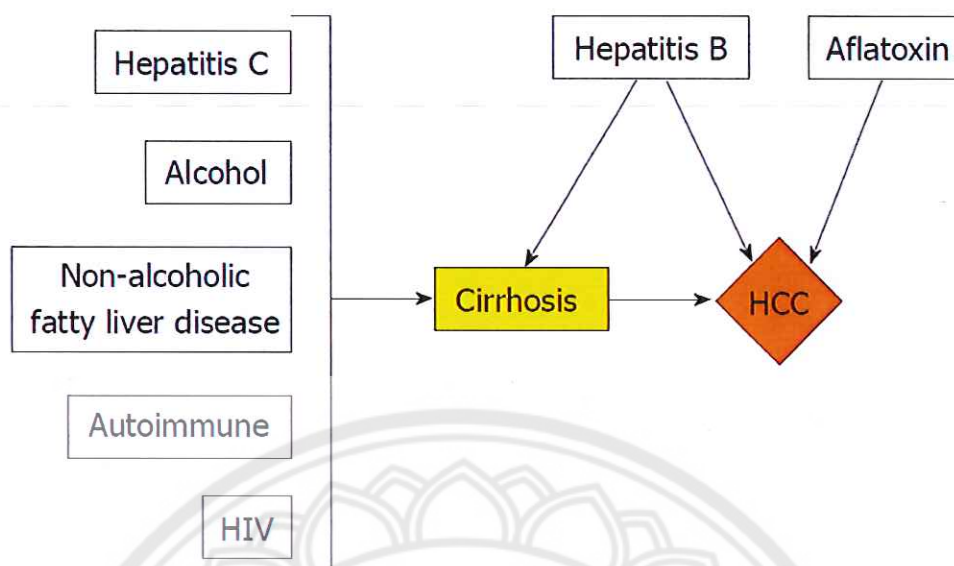 Hepatitis C
Hepatitis B
Aflatoxin
Alcohol
Non-alcoholic
fatty liver disease
Cirrhosis
HCC
Autoimmune
HIV